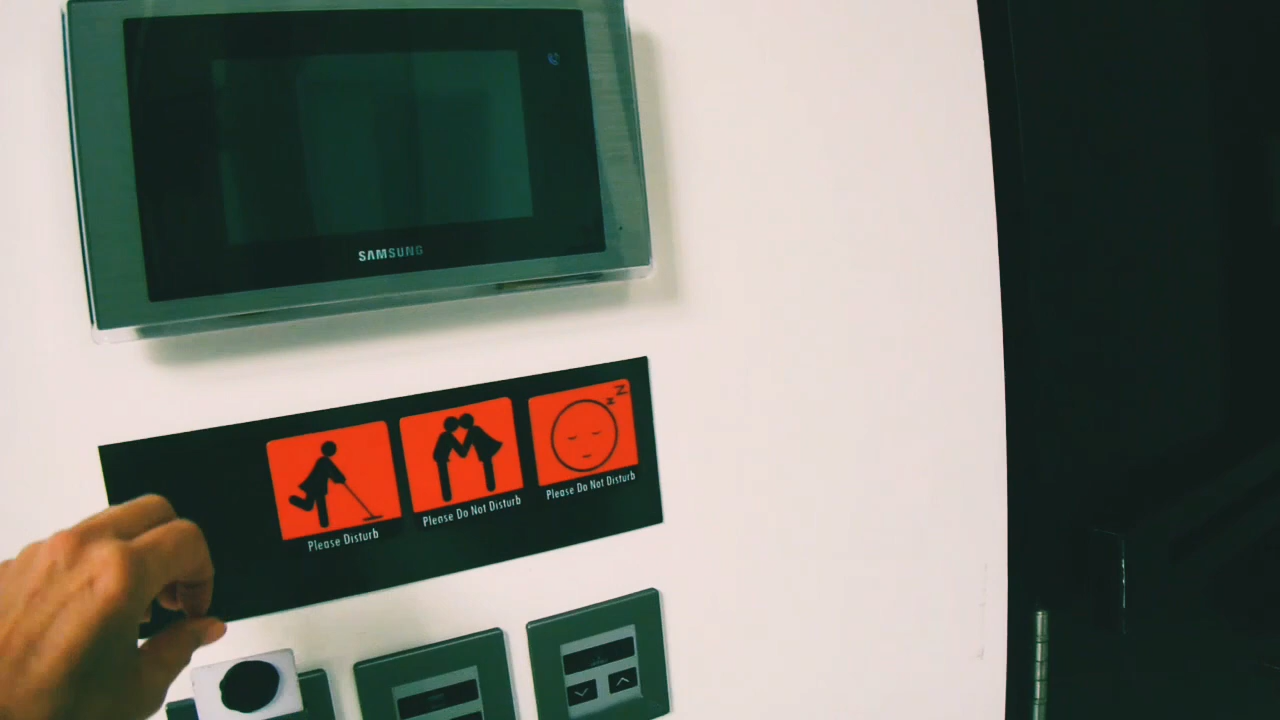 SAMSUNG
Please Disturb
Please Do Not Disturb
Please Do Not Disturb
z z